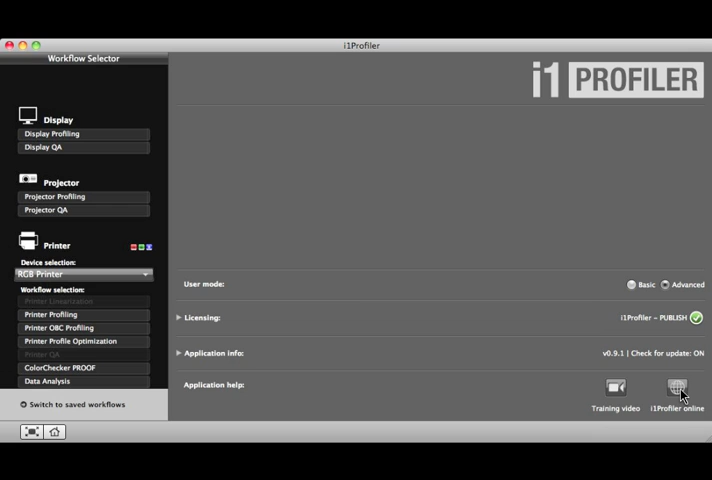 i1Profiler
Workflow Selector
i1 PROFILER
Display
Display Profiling
Display QA
Projector
Projector Profiling
Projector QA
Printer
Device selection:
RGB Printer
Workflow selection:
Printer Linearization
Printer Profiling
Printer OBC Profiling
Printer Profile Optimization
Printer QA
ColorChecker PROOF
Data Analysis
Switch to saved workflows
User mode:
Basic
Advanced
Licensing:
i1Profiler – PUBLISH
Application info:
v0.9.1 | Check for update: ON
Application help:
Training video
i1Profiler online